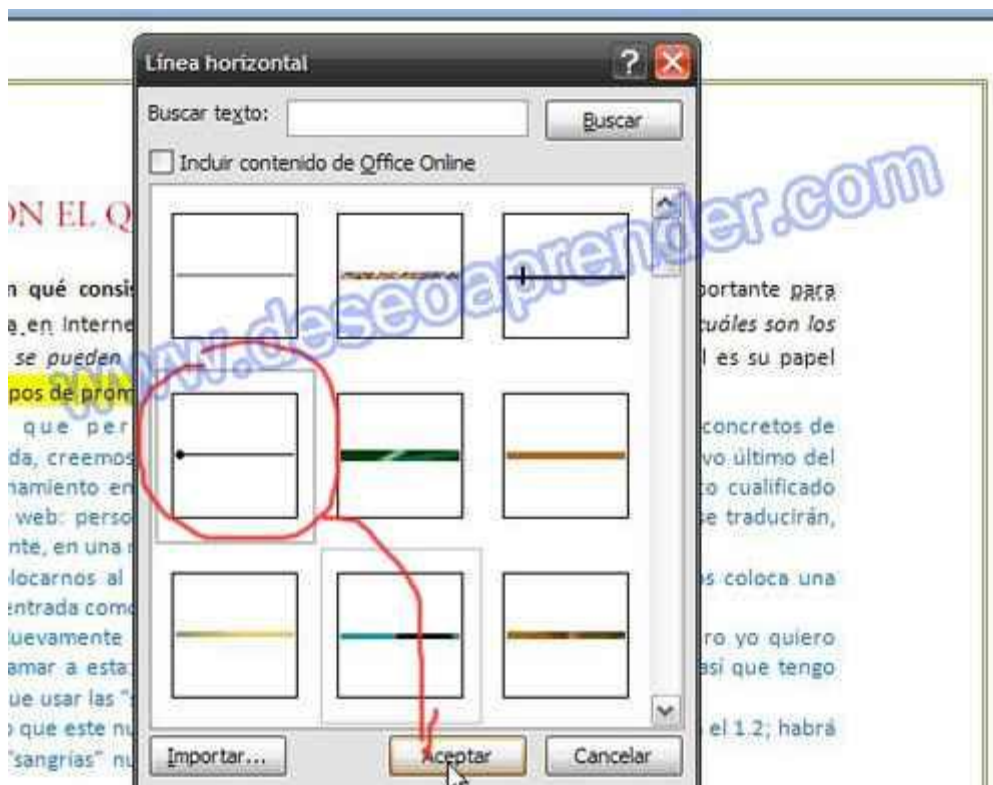 Línea horizontal
?
Buscar texto:
Buscar
Incluir contenido de Office Online
www.deseoaprender.com
ON EL Q
n qué consis
portante para
a en Interne
cuáles son los
se pueden
l es su papel
pos de prom
que per
concretos de
da, creemos
vo último del
namiento en
to cualificado
web: perso
se traducirán,
nte, en una
locarnos al
os coloca una
entrada como
uevamente
ro yo quiero
amar a esta
así que tengo
ue usar las "s
o que este nu
el 1.2; habrá
"sangrías" nu
Importar...
Aceptar
Cancelar